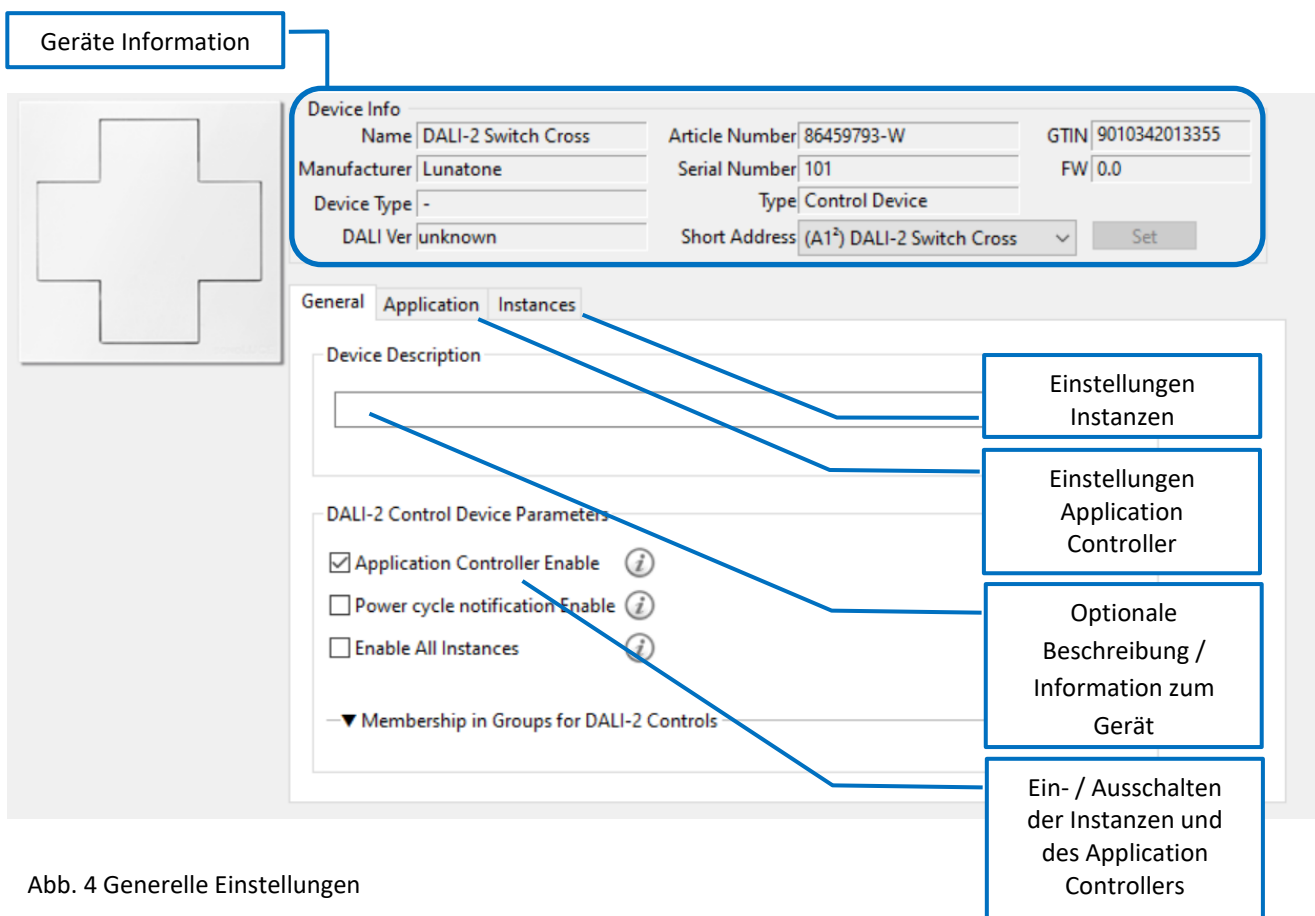 Geräte Information
Device Info
Name DALI-2 Switch Cross Article Number 86459793-W GTIN 9010342013355
Manufacturer Lunatone Serial Number 101 FW 0.0
Device Type - Type Control Device
DALI Ver unknown Short Address (A1²) DALI-2 Switch Cross Set
General Application Instances
Device Description
Einstellungen
Instanzen
Einstellungen
Application
Controller
DALI-2 Control Device Parameters
Application Controller Enable i
Power cycle notification Enable i
Enable All Instances i
Optionale
Beschreibung /
Information zum
Gerät
Membership in Groups for DALI-2 Controls
Ein- / Ausschalten
der Instanzen und
des Application
Controllers
Abb. 4 Generelle Einstellungen